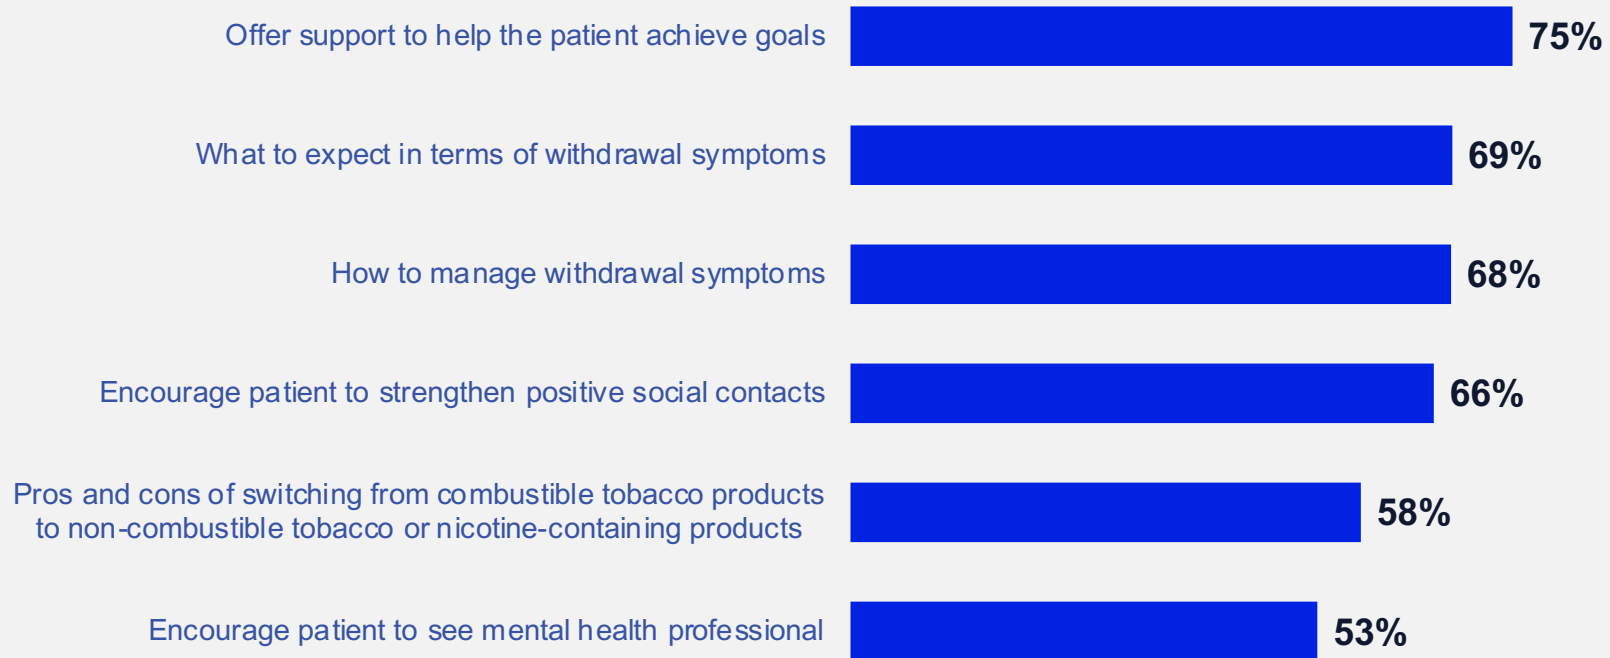 Offer support to help the patient achieve goals
75%
What to expect in terms of withdrawal symptoms
69%
How to manage withdrawal symptoms
68%
Encourage patient to strengthen positive social contacts
66%
Pros and cons of switching from combustible tobacco products
to non-combustible tobacco or nicotine-containing products
58%
Encourage patient to see mental health professional
53%